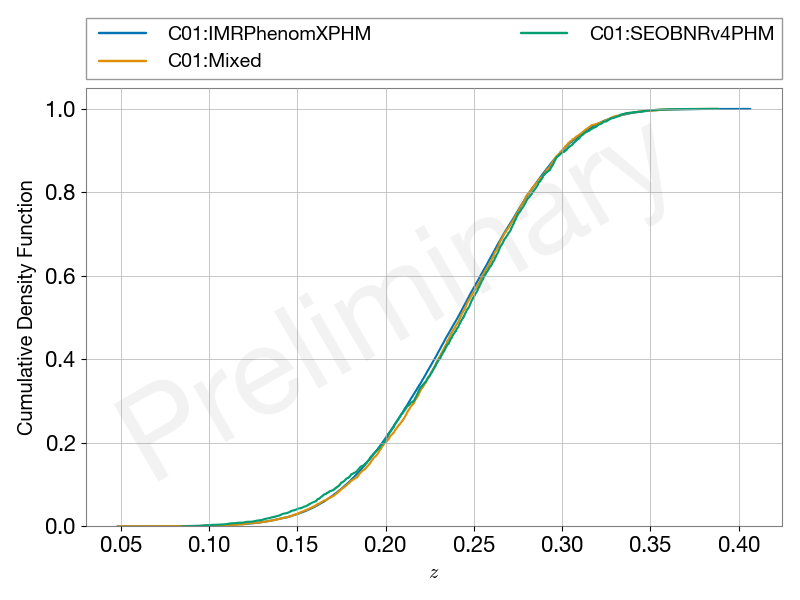 C01:IMRPhenomXPHM
C01:SEOBNRv4PHM
C01:Mixed
1.0
0.8
0.6
0.4
0.2
0.0
Cumulative Density Function
Preliminary
0.05 0.10 0.15 0.20 0.25 0.30 0.35 0.40
z